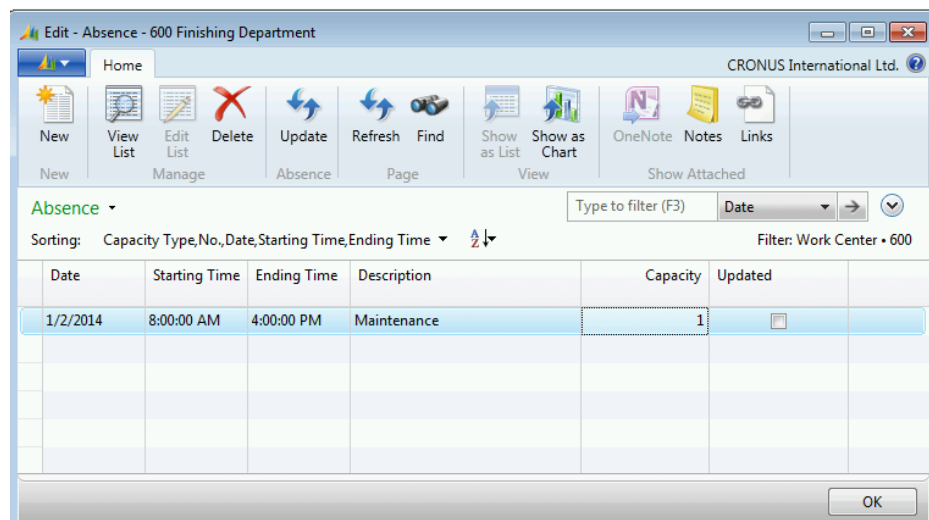 Edit - Absence - 600 Finishing Department
Home
CRONUS International Ltd.
New
View List
Edit List
Delete
Update
Refresh
Find
Show as List
Show as Chart
OneNote
Notes
Links
New
Manage
Absence
Page
View
Show Attached
Absence
Type to filter (F3)
Date
Sorting:
Capacity Type,No.,Date,Starting Time,Ending Time
Filter: Work Center • 600
Date
Starting Time
Ending Time
Description
Capacity
Updated
1/2/2014
8:00:00 AM
4:00:00 PM
Maintenance
1
OK